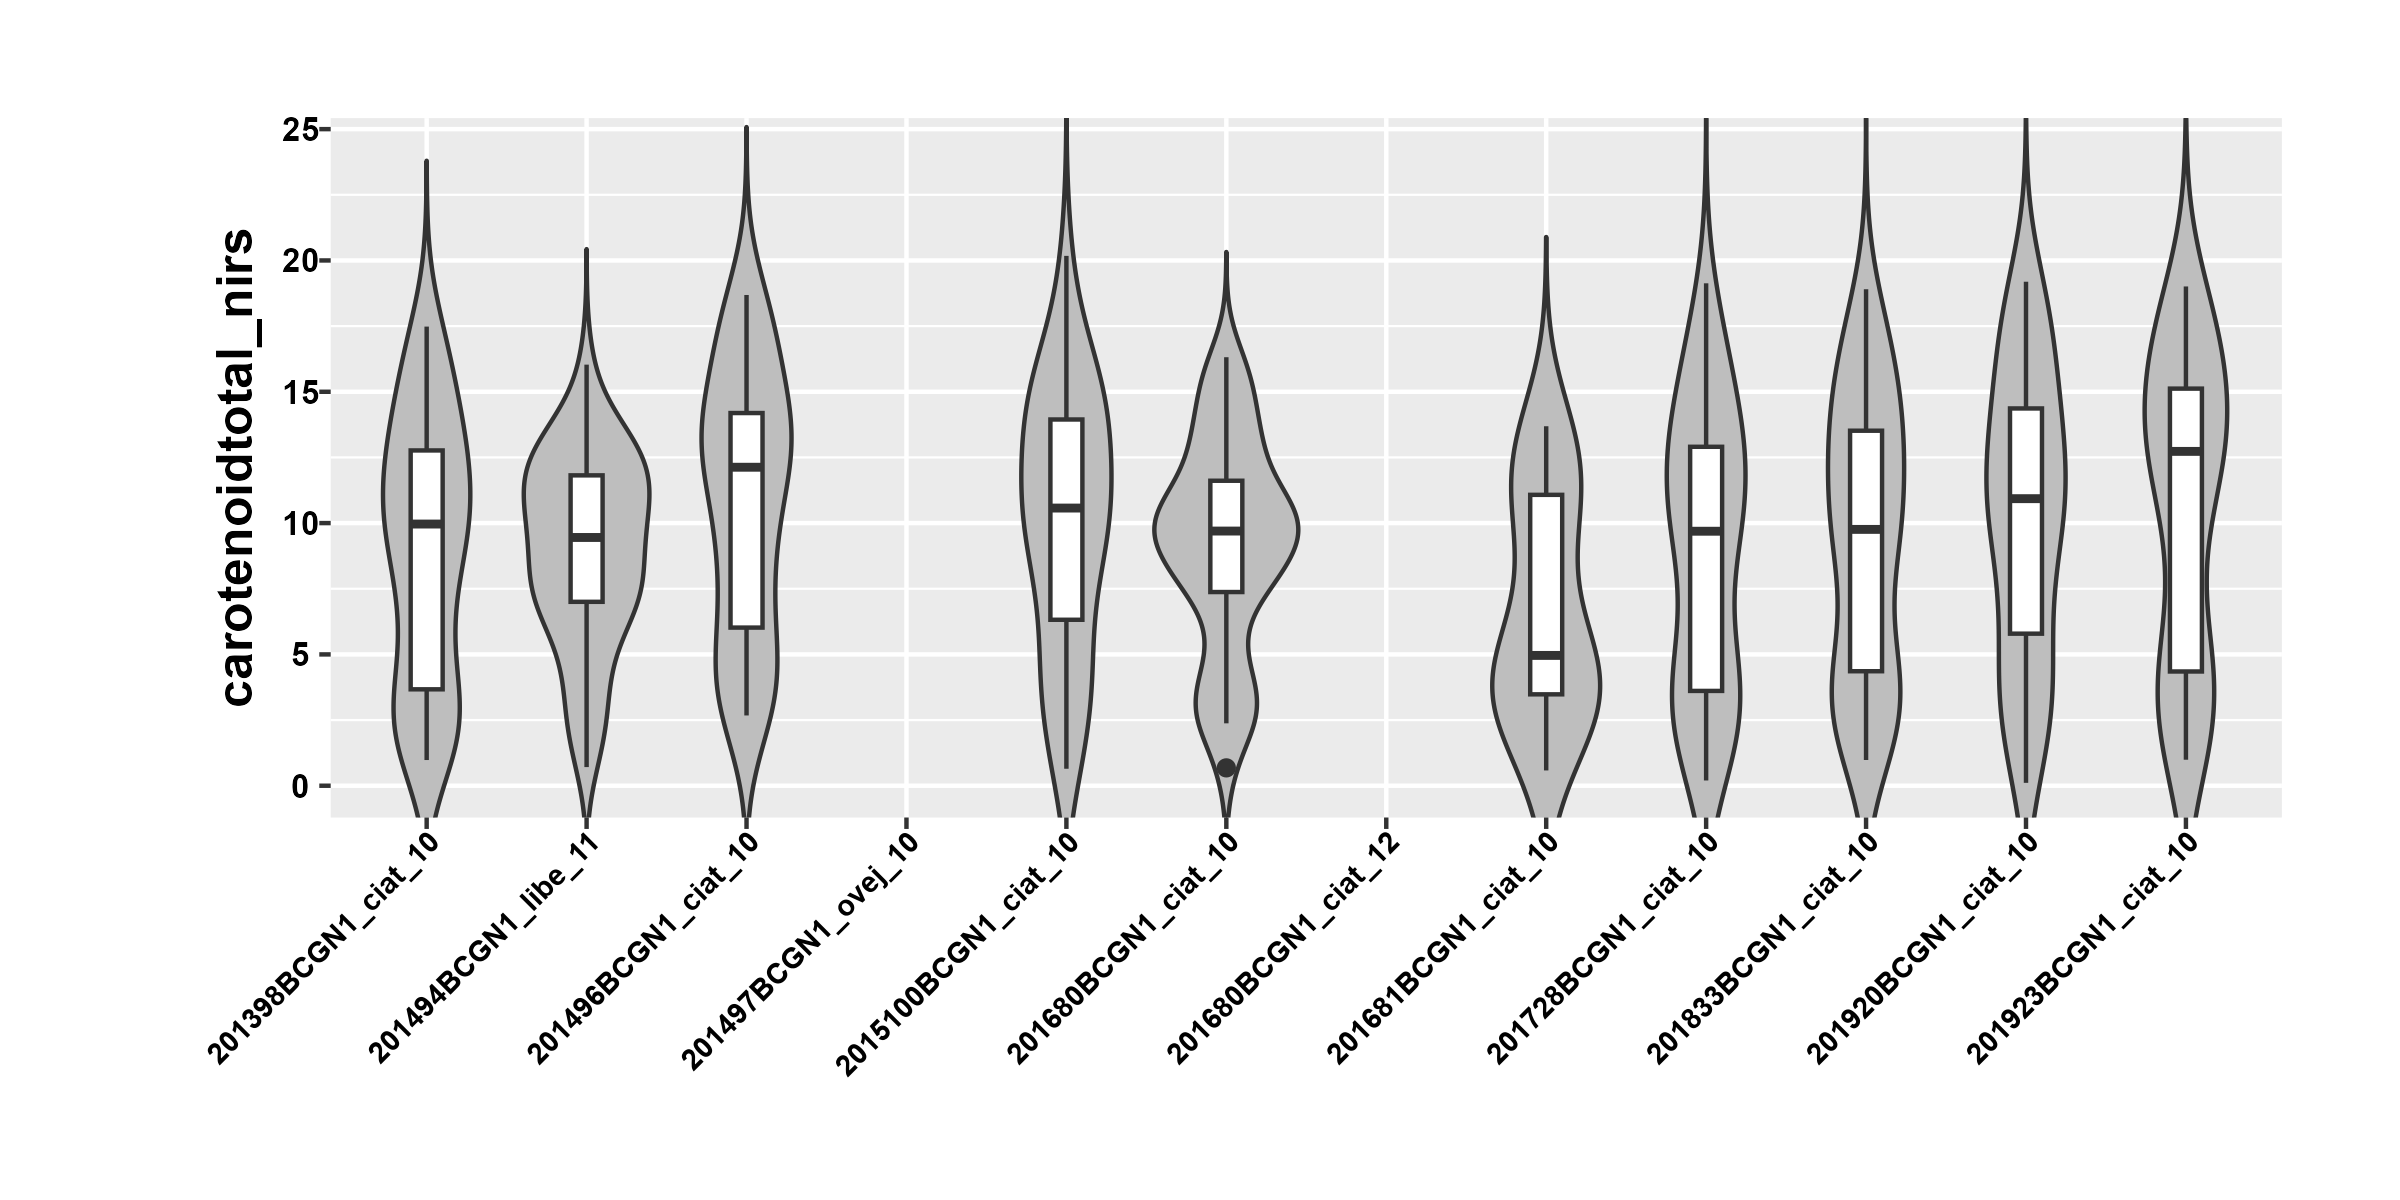 carotenoidtotal_nirs
25
20
15
10
5
0
201398BCGN1_ciat_10
201494BCGN1_libe_11
201496BCGN1_ciat_10
201497BCGN1_ovej_10
2015100BCGN1_ciat_10
201680BCGN1_ciat_10
201680BCGN1_ciat_12
201681BCGN1_ciat_10
201728BCGN1_ciat_10
201833BCGN1_ciat_10
201920BCGN1_ciat_10
201923BCGN1_ciat_10